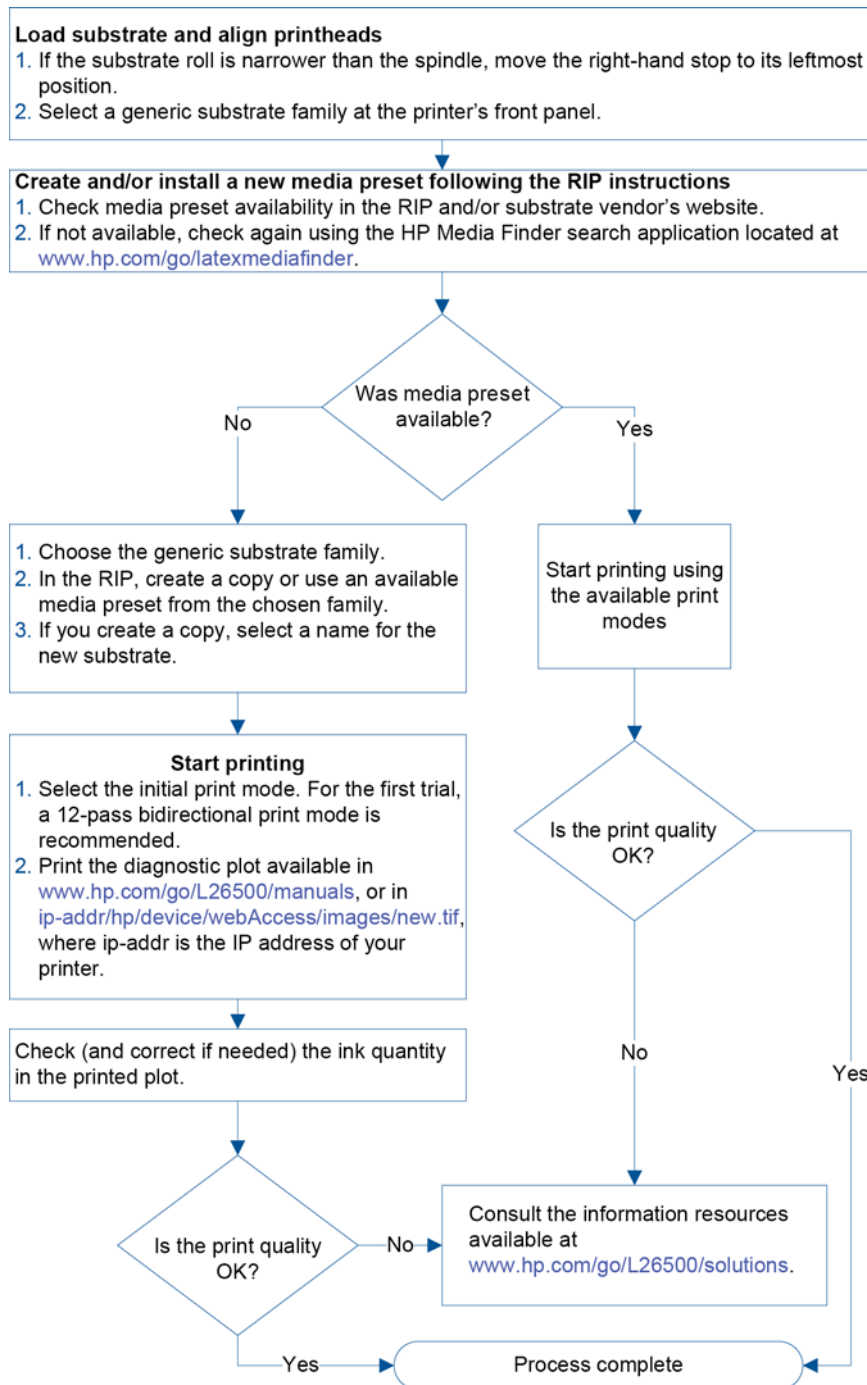 Load substrate and align printheads
1. If the substrate roll is narrower than the spindle, move the right-hand stop to its leftmost
position.
2. Select a generic substrate family at the printer’s front panel.
Create and/or install a new media preset following the RIP instructions
1. Check media preset availability in the RIP and/or substrate vendor’s website.
2. If not available, check again using the HP Media Finder search application located at
www.hp.com/go/latexmediafinder.
Was media preset
available?
No
Yes
1. Choose the generic substrate family.
2. In the RIP, create a copy or use an available
media preset from the chosen family.
3. If you create a copy, select a name for the
new substrate.
Start printing using
the available print
modes
Start printing
1. Select the initial print mode. For the first trial,
a 12-pass bidirectional print mode is
recommended.
2. Print the diagnostic plot available in
www.hp.com/go/L26500/manuals, or in
ip-addr/hp/device/webAccess/images/new.tif,
where ip-addr is the IP address of your
printer.
Is the print quality
OK?
Check (and correct if needed) the ink quantity
in the printed plot.
No
Yes
Is the print quality
OK?
No
Consult the information resources
available at
www.hp.com/go/L26500/solutions.
Yes
Process complete